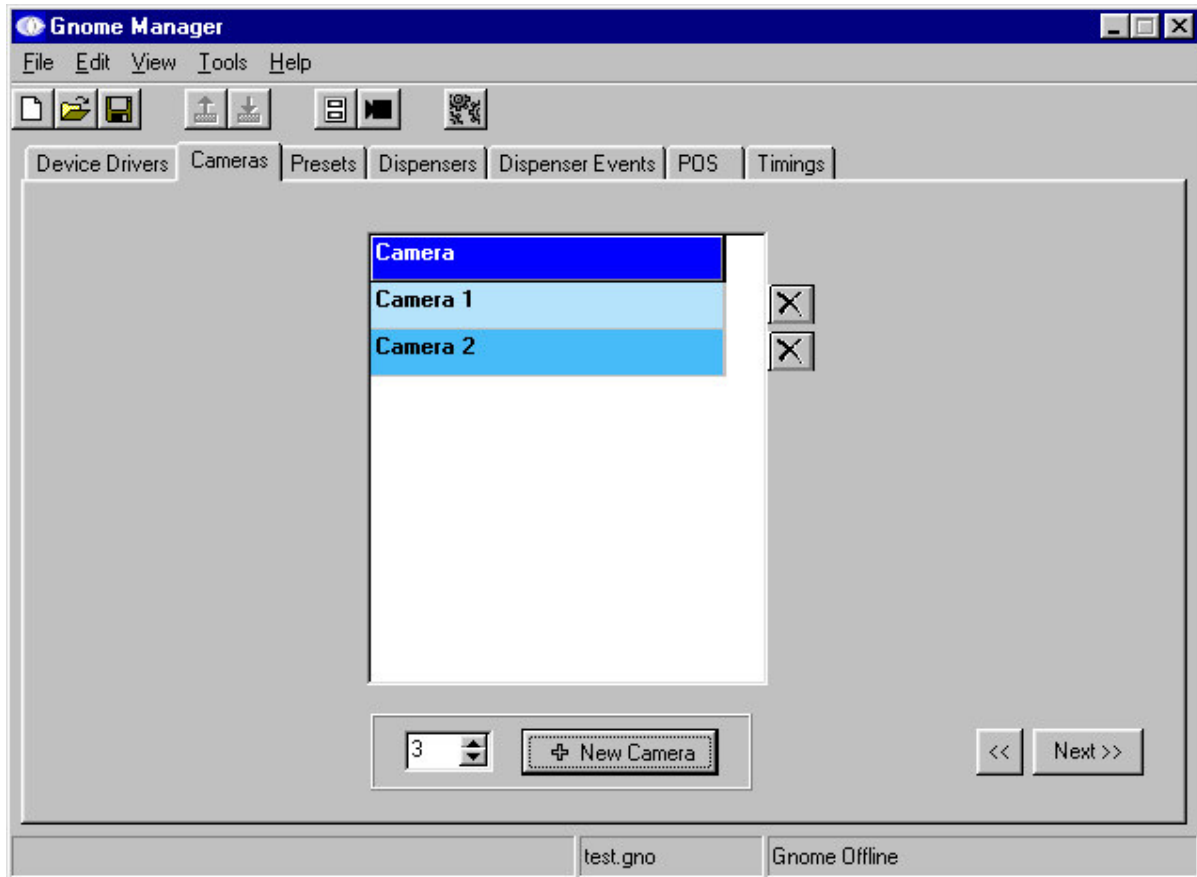 Gnome Manager
File Edit View Tools Help
Device Drivers Cameras Presets Dispensers Dispenser Events POS Timings
Camera
Camera 1
Camera 2
3 New Camera << Next >>
test.gno Gnome Offline